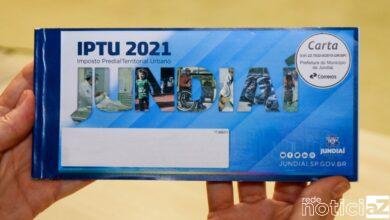 IPTU 2021
Imposto Predial Territorial Urbano
JUNDIAÍ
Carta
Prefeitura do Município
de Jundiaí
Correios
JUNDIAÍ
JUNDIAI.SP.GOV.BR
rede
noticiaz